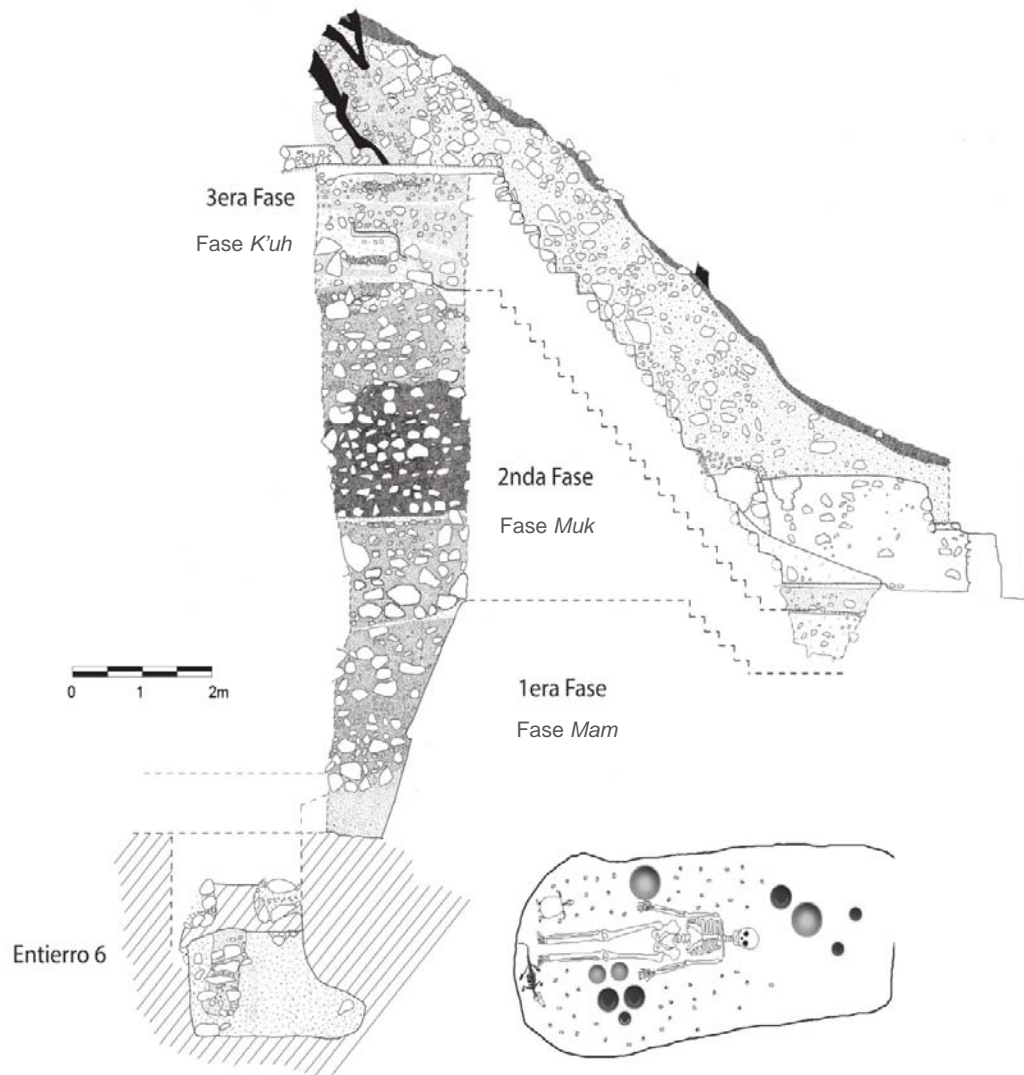 3era Fase
Fase K'uh
2nda Fase
Fase Muk
0 1 2m
1era Fase
Fase Mam
Entierro 6